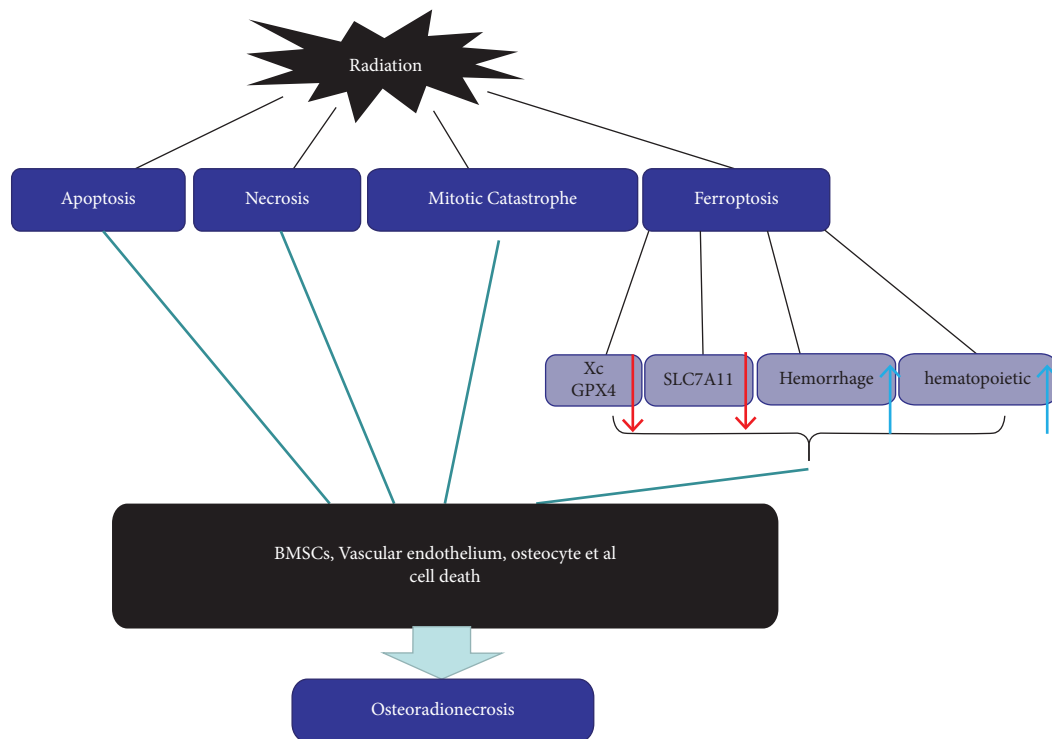 Radiation
Apoptosis
Necrosis
Mitotic Catastrophe
Ferroptosis
Xc
GPX4
SLC7A11
Hemorrhage
hematopoietic
BMSCs, Vascular endothelium, osteocyte et al
cell death
Osteoradionecrosis